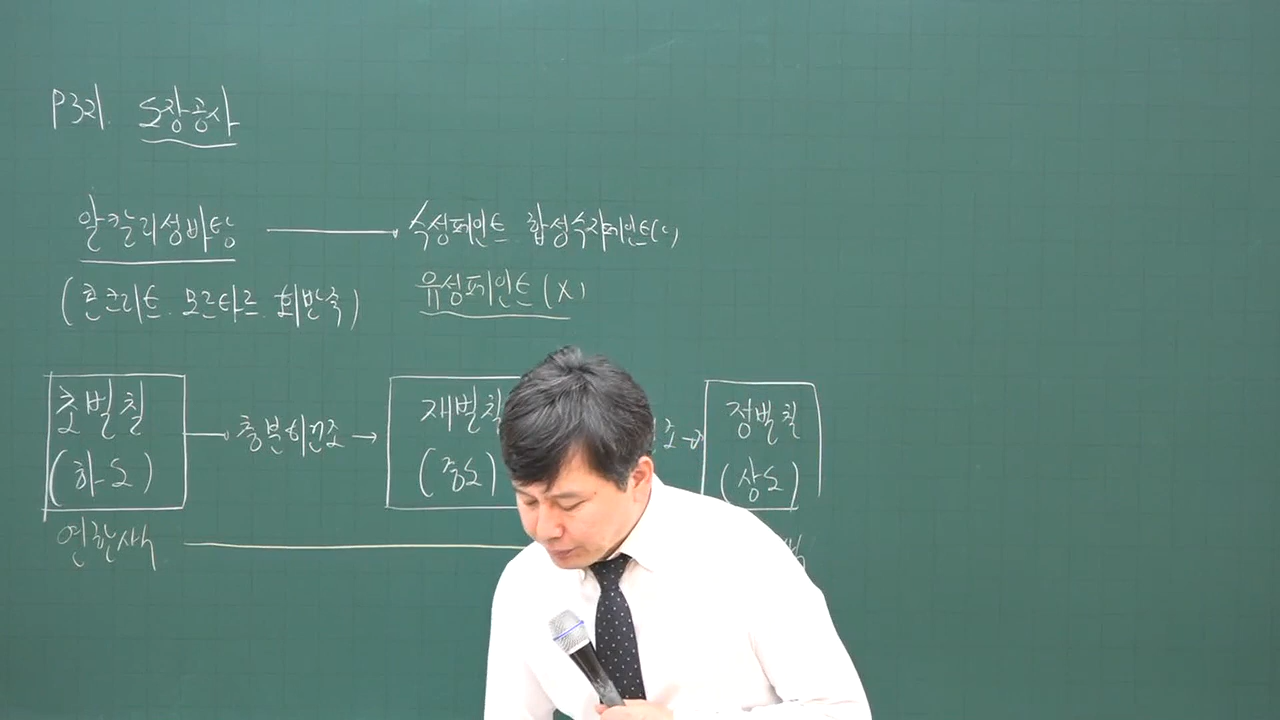 P321. 도장공사
알칼리성바탕 → 수성페인트. 합성수지페인트(○)
(콘크리트. 모르타르. 회반죽) 유성페인트(X)
초벌칠 → 충분히건조 → 재벌칠 조 → 정벌칠
(하도) (중도) (상도)
연한색